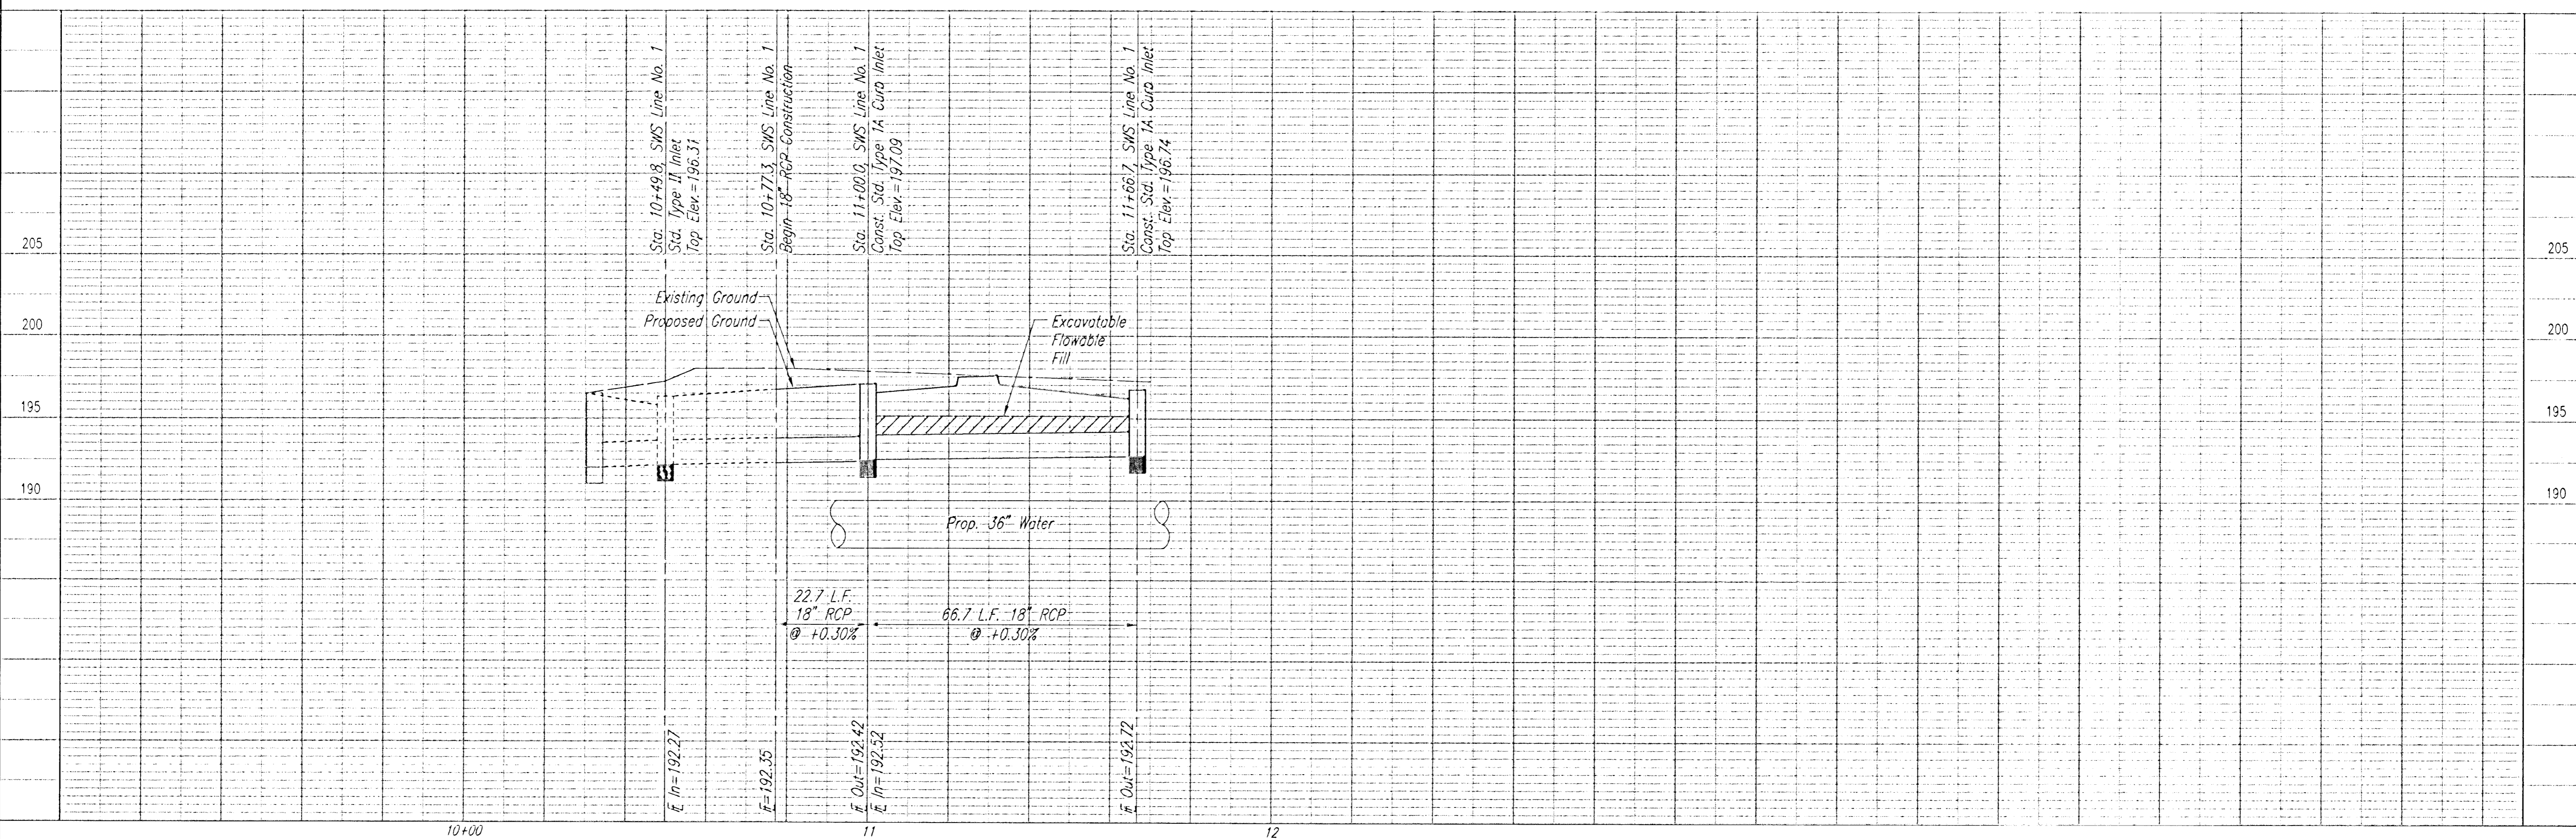 Sta. 10+49.8, SWS Line No. 1
Std. Type II Inlet
Top Elev.=196.31
Sta. 10+77.3, SWS Line No. 1
Begin 18" RCP Construction
Sta. 11+00.0, SWS Line No. 1
Const. Std. Type 1A Curb Inlet
Top Elev.=197.09
Sta. 11+66.7, SWS Line No. 1
Const. Std. Type 1A Curb Inlet
Top Elev.=196.74
205
205
Existing Ground
Proposed Ground
Excavatable
Flowable
Fill
200
200
195
195
190
190
Prop. 36" Water
22.7 L.F.
18" RCP
@ +0.30%
66.7 L.F. 18" RCP
@ +0.30%
In=192.27
=192.35
Out=192.42
In=192.52
Out=192.72
10+00
11
12